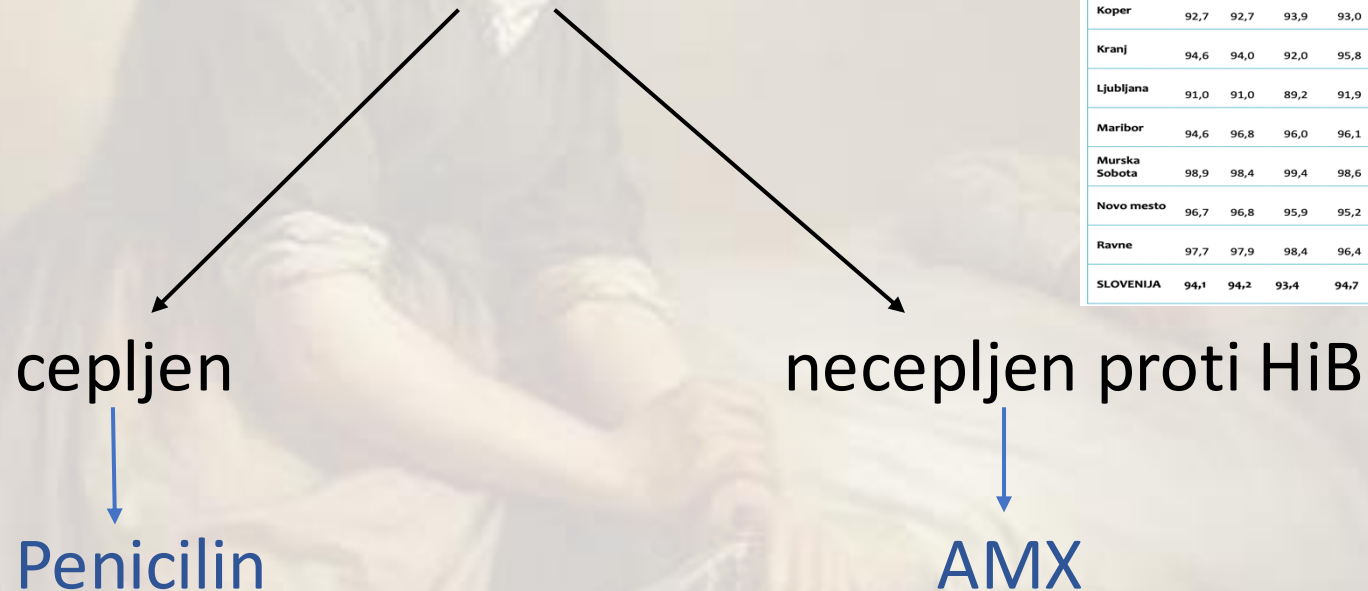 Koper 92,7 92,7 93,9 93,0
Kranj 94,6 94,0 92,0 95,8
Ljubljana 91,0 91,0 89,2 91,9
Maribor 94,6 96,8 96,0 96,1
Murska
Sobota 98,9 98,4 99,4 98,6
Novo mesto 96,7 96,8 95,9 95,2
Ravne 97,7 97,9 98,4 96,4
SLOVENIJA 94,1 94,2 93,4 94,7
cepljen
necepljen proti HiB
Penicilin
AMX